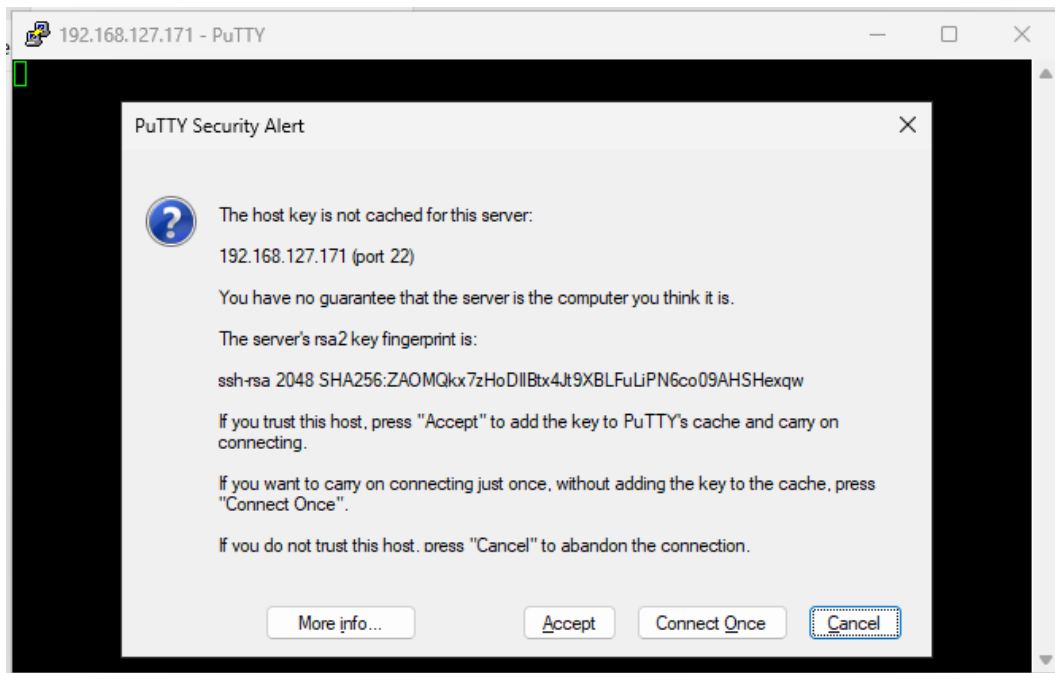 192.168.127.171 - PuTTY
PuTTY Security Alert
The host key is not cached for this server:
192.168.127.171 (port 22)
You have no guarantee that the server is the computer you think it is.
The server's rsa2 key fingerprint is:
ssh-rsa 2048 SHA256:ZAOMQkx7zHoDIlBtx4Jt9XBLFuLiPN6co09AHSHexqw
If you trust this host, press "Accept" to add the key to PuTTY's cache and carry on
connecting.
If you want to carry on connecting just once, without adding the key to the cache, press
"Connect Once".
If you do not trust this host, press "Cancel" to abandon the connection.
More info...
Accept
Connect Once
Cancel